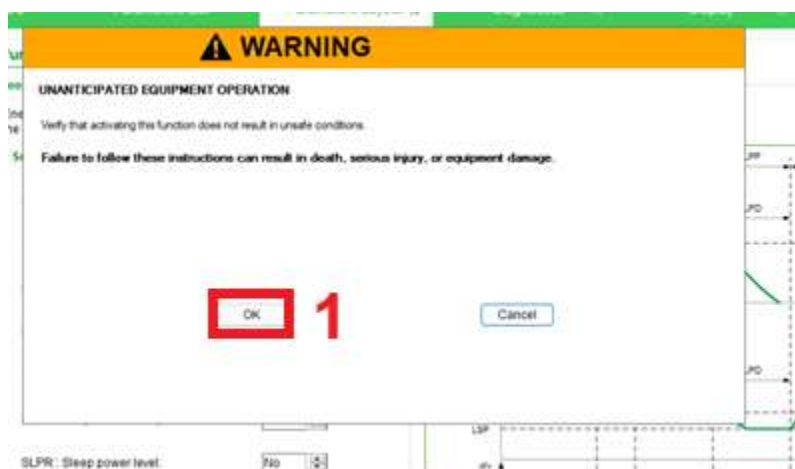 WARNING
UNANTICIPATED EQUIPMENT OPERATION
Verify that activating this function does not result in unsafe conditions.
Failure to follow these instructions can result in death, serious injury, or equipment damage.
OK
1
Cancel
LSP
SLPR : Sleep power level:
No